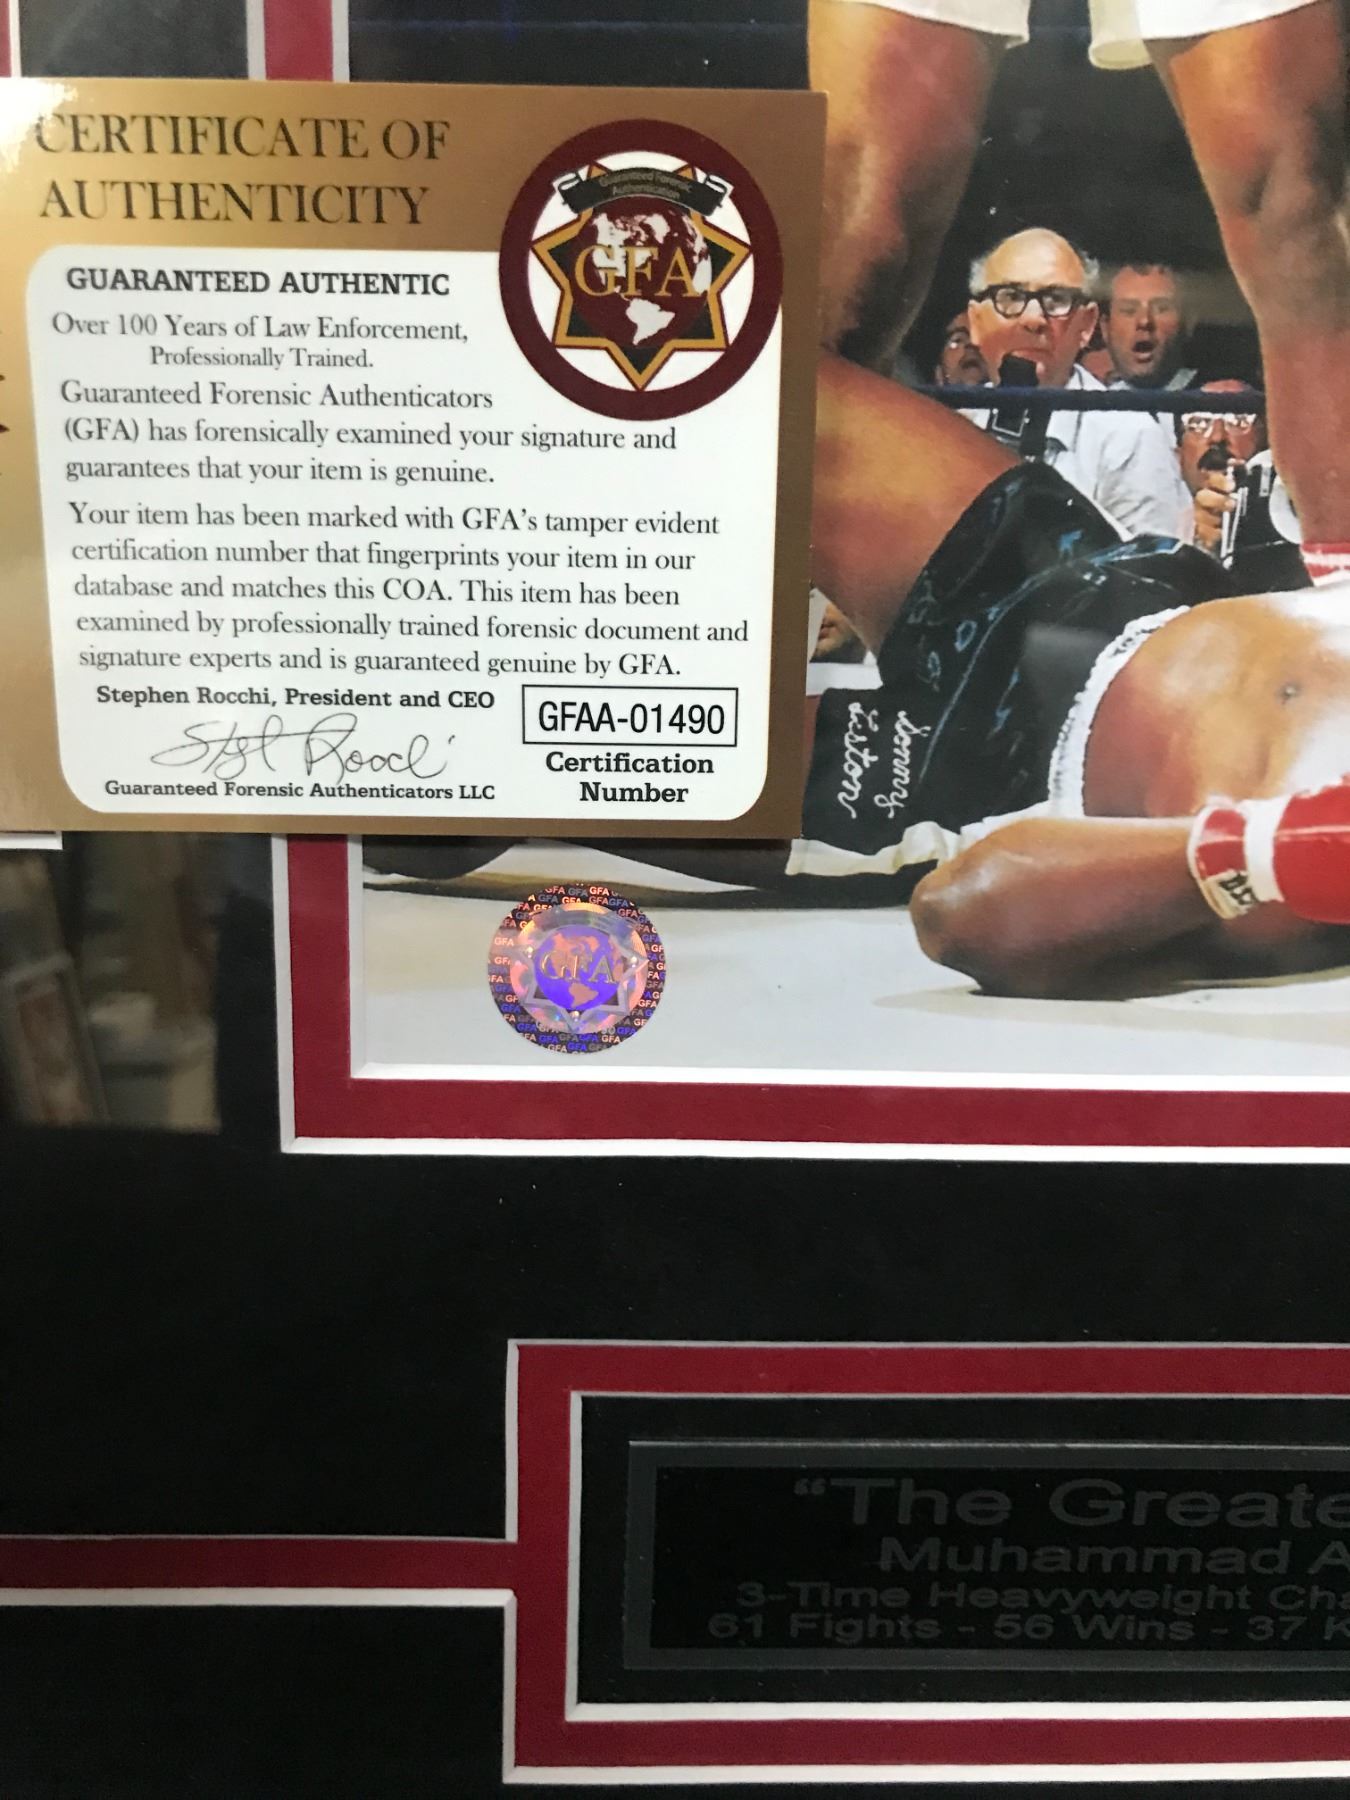 CERTIFICATE OF
AUTHENTICITY
Guaranteed Forensic
Authentication
GFA
GUARANTEED AUTHENTIC
Over 100 Years of Law Enforcement,
Professionally Trained.
Guaranteed Forensic Authenticators
(GFA) has forensically examined your signature and
guarantees that your item is genuine.
Your item has been marked with GFA's tamper evident
certification number that fingerprints your item in our
database and matches this COA. This item has been
examined by professionally trained forensic document and
signature experts and is guaranteed genuine by GFA.
Stephen Rocchi, President and CEO
Guaranteed Forensic Authenticators LLC
GFAA-01490
Certification
Number
Sonny
Liston
GFA
"The Greate
Muhammad A
3-Time Heavyweight Cha
61 Fights - 56 Wins - 37 K